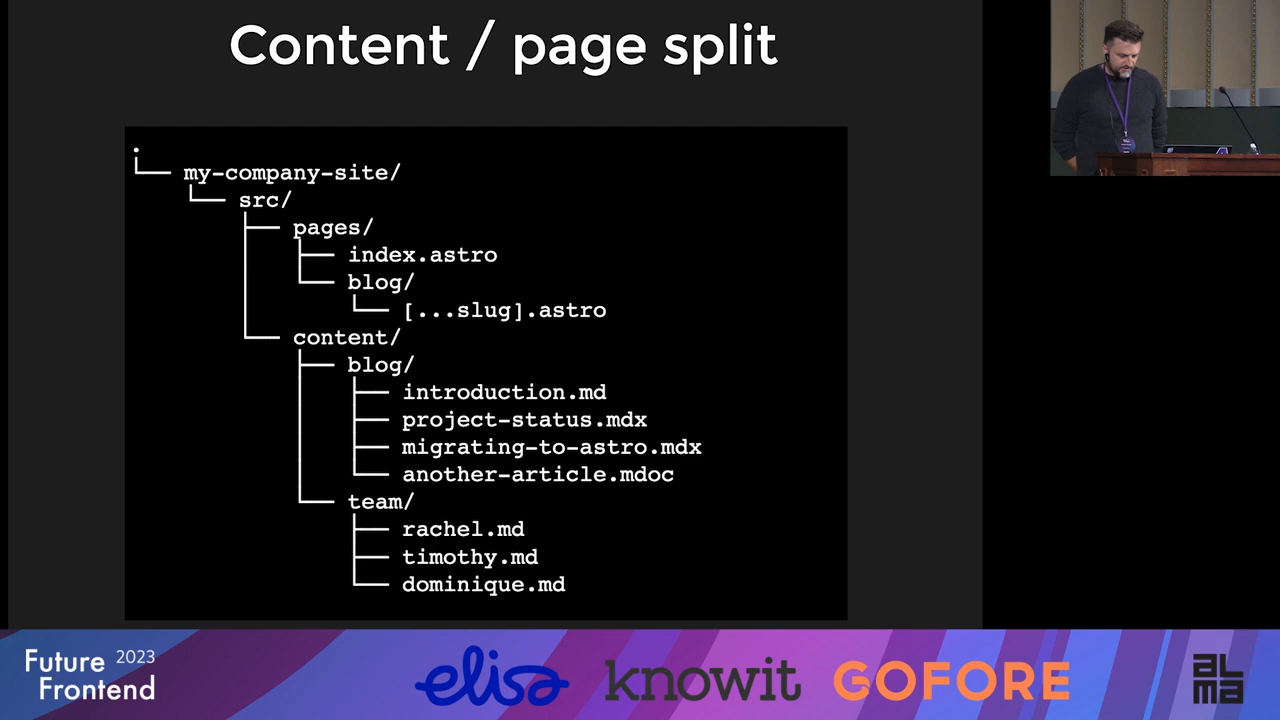 Content / page split
.
└── my-company-site/
└── src/
├── pages/
├── index.astro
└── blog/
└── [...slug].astro
└── content/
├── blog/
├── introduction.md
├── project-status.mdx
├── migrating-to-astro.mdx
└── another-article.mdoc
└── team/
├── rachel.md
├── timothy.md
└── dominique.md
Future 2023
Frontend
elisa
knowit
GOFORE
ALMA